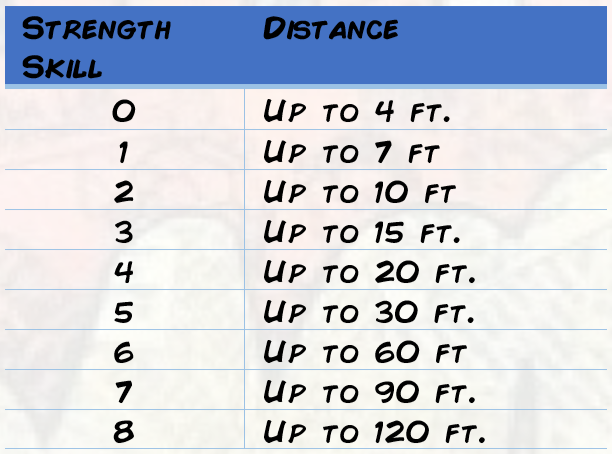 Strength Distance
Skill
0 Up to 4 ft.
1 Up to 7 ft
2 Up to 10 ft
3 Up to 15 ft.
4 Up to 20 ft.
5 Up to 30 ft.
6 Up to 60 ft
7 Up to 90 ft.
8 Up to 120 ft.